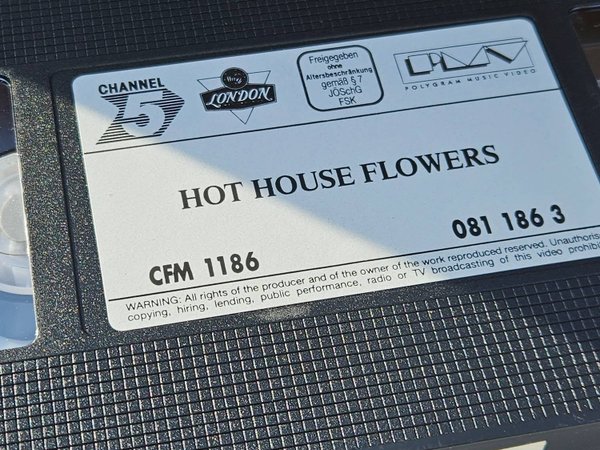 CHANNEL
5
LONDON
Freigegeben
ohne
Altersbeschränkung
gemäß § 7
JÖSchG
FSK
POLYGRAM MUSIC VIDEO
HOT HOUSE FLOWERS
CFM 1186
081 186 3
WARNING: All rights of the producer and of the owner of the work reproduced reserved. Unauthoris
copying, hiring, lending, public performance, radio or TV broadcasting of this video prohib